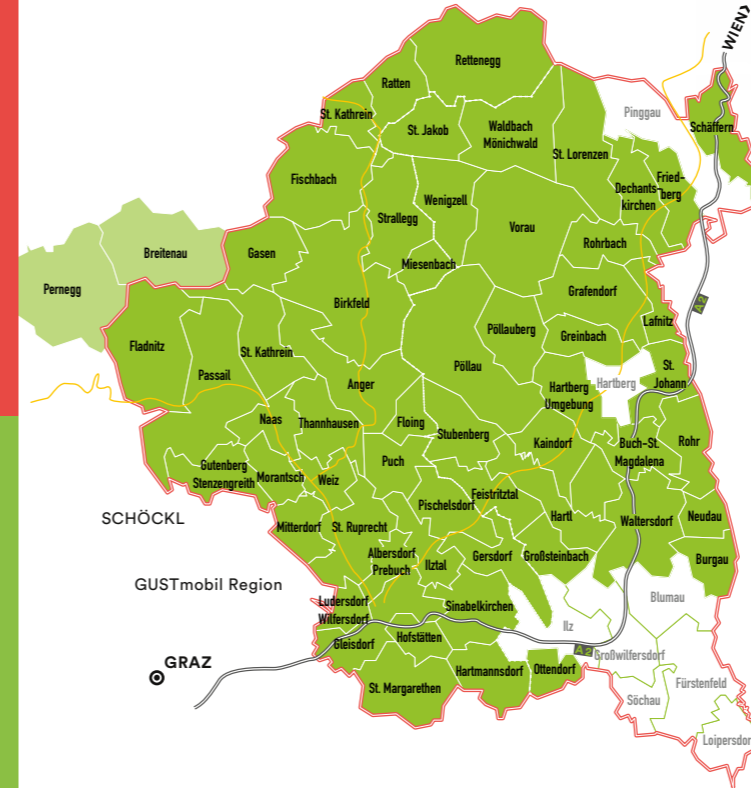 WIEN
Rettenegg
Ratten
Pinggau
St. Kathrein
St. Jakob
Waldbach
Mönichwald
Schäffern
St. Lorenzen
Fischbach
Fried-
berg
Dechants-
kirchen
Wenigzell
Strallegg
Vorau
Breitenau
Gasen
Rohrbach
Miesenbach
Pernegg
Grafendorf
Birkfeld
A2
Lafnitz
Pöllauberg
Greinbach
Fladnitz
St. Kathrein
Pöllau
St.
Johann
Passail
Anger
Hartberg
Umgebung
Hartberg
Naas
Thannhausen
Floing
Stubenberg
Kaindorf
Buch-St.
Magdalena
Rohr
Gutenberg
Stenzengreith
Puch
Morantsch
Weiz
Feistritztal
Pischelsdorf
SCHÖCKL
Mitterdorf
St. Ruprecht
Hartl
Waltersdorf
Neudau
Albersdorf
Prebuch
Ilztal
Gersdorf
Großsteinbach
Burgau
GUSTmobil Region
Ludersdorf
Wilfersdorf
Sinabelkirchen
Blumau
Ilz
Gleisdorf
Hofstätten
A2
Großwilfersdorf
GRAZ
St. Margarethen
Hartmannsdorf
Ottendorf
Fürstenfeld
Söchau
Loipersdor